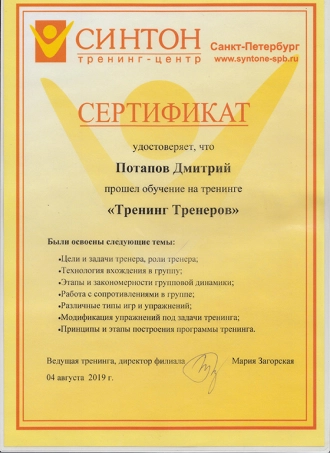 СИНТОН
тренинг-центр
Санкт-Петербург
www.syntone-spb.ru
СЕРТИФИКАТ
удостоверяет, что
Потапов Дмитрий
прошел обучение на тренинге
«Тренинг Тренеров»
Были освоены следующие темы:
•Цели и задачи тренера, роли тренера;
•Технология вхождения в группу;
•Этапы и закономерности групповой динамики;
•Работа с сопротивлениями в группе;
•Различные типы игр и упражнений;
•Модификация упражнений под задачи тренинга;
•Принципы и этапы построения программы тренинга.
Ведущая тренинга, директор филиала Мария Загорская
04 августа 2019 г.